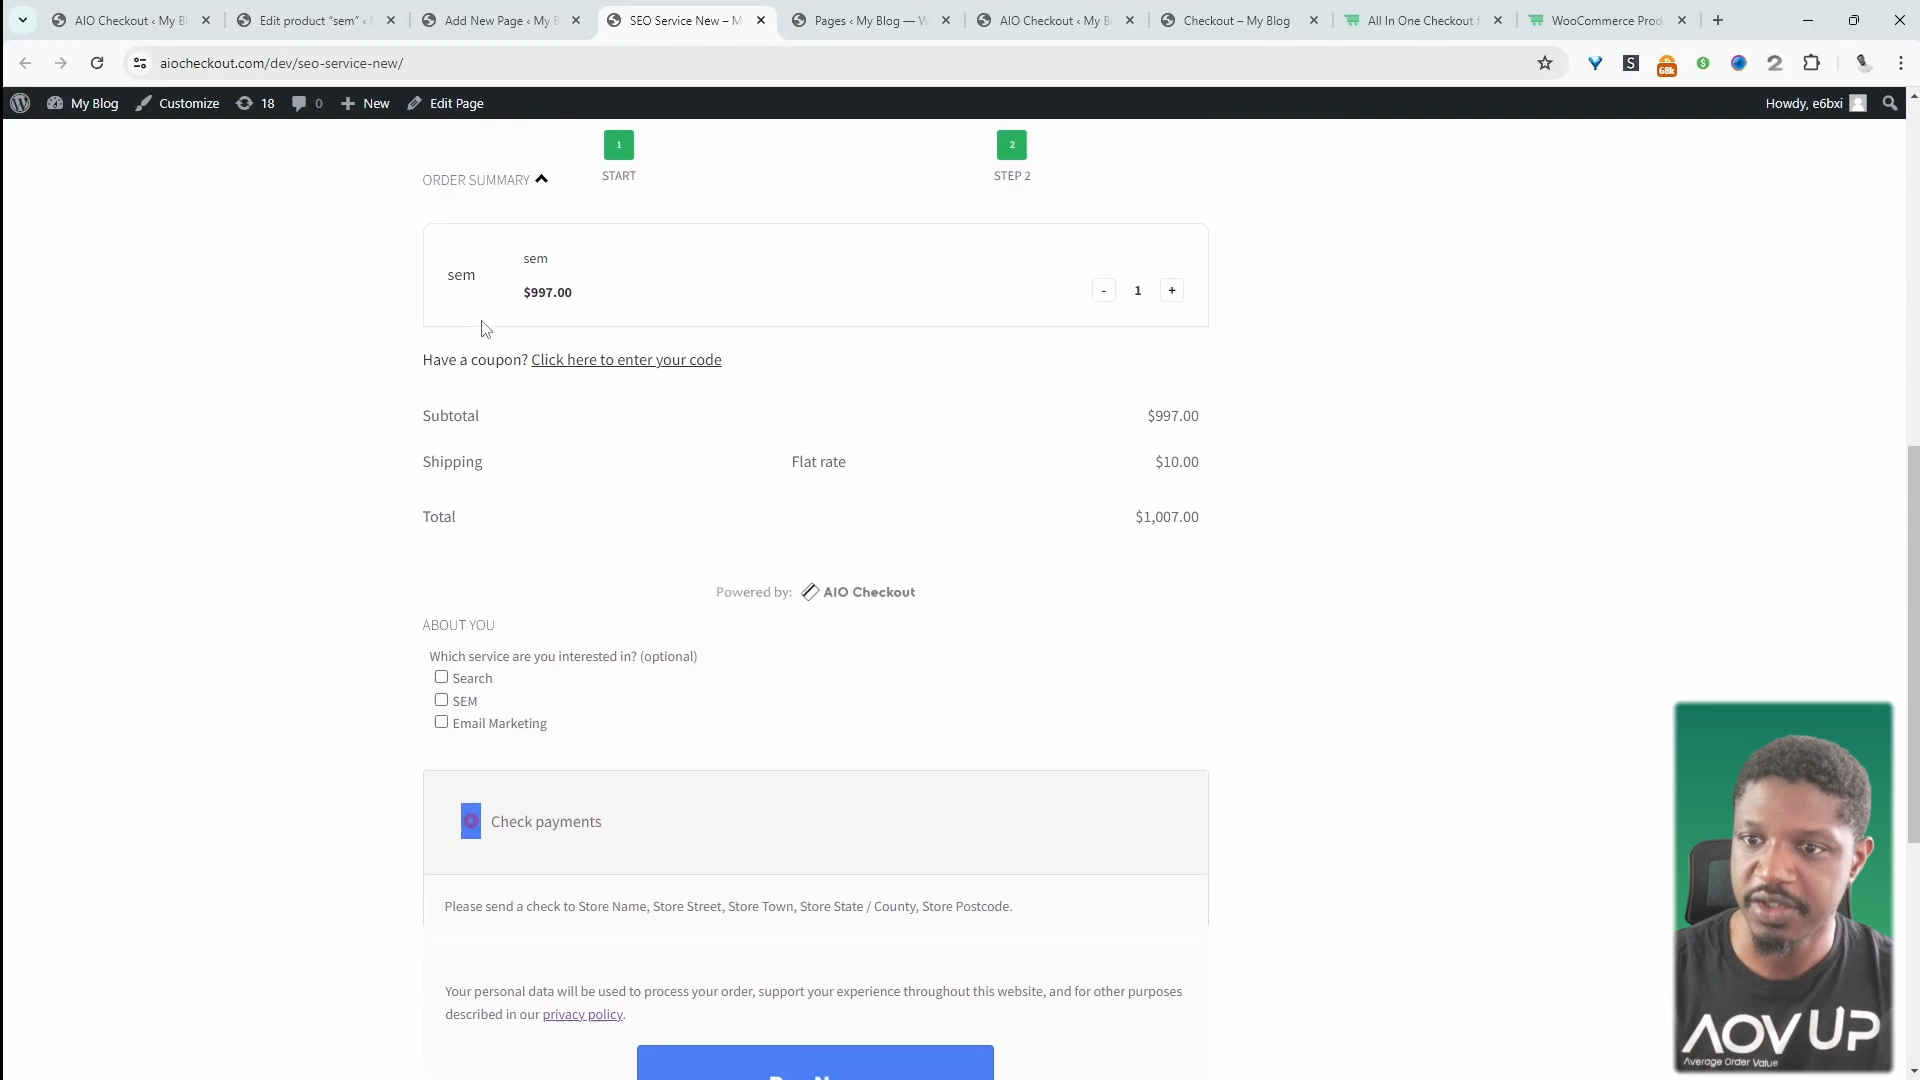 AIO Checkout ‹ My Bl
Edit product “sem” ‹ M
Add New Page ‹ My B
SEO Service New – M
Pages ‹ My Blog — W
AIO Checkout ‹ My Bl
Checkout – My Blog
All In One Checkout f
WooCommerce Prod
aiocheckout.com/dev/seo-service-new/
S
68k
$
2
My Blog
Customize
18
0
New
Edit Page
Howdy, e6bxi
1
2
START
STEP 2
ORDER SUMMARY
sem
sem
$997.00
- 1 +
Have a coupon? Click here to enter your code
Subtotal $997.00
Shipping Flat rate $10.00
Total $1,007.00
Powered by: AIO Checkout
ABOUT YOU
Which service are you interested in? (optional)
Search
SEM
Email Marketing
Check payments
Please send a check to Store Name, Store Street, Store Town, Store State / County, Store Postcode.
Your personal data will be used to process your order, support your experience throughout this website, and for other purposes
described in our privacy policy.
AOV UP
Average Order Value